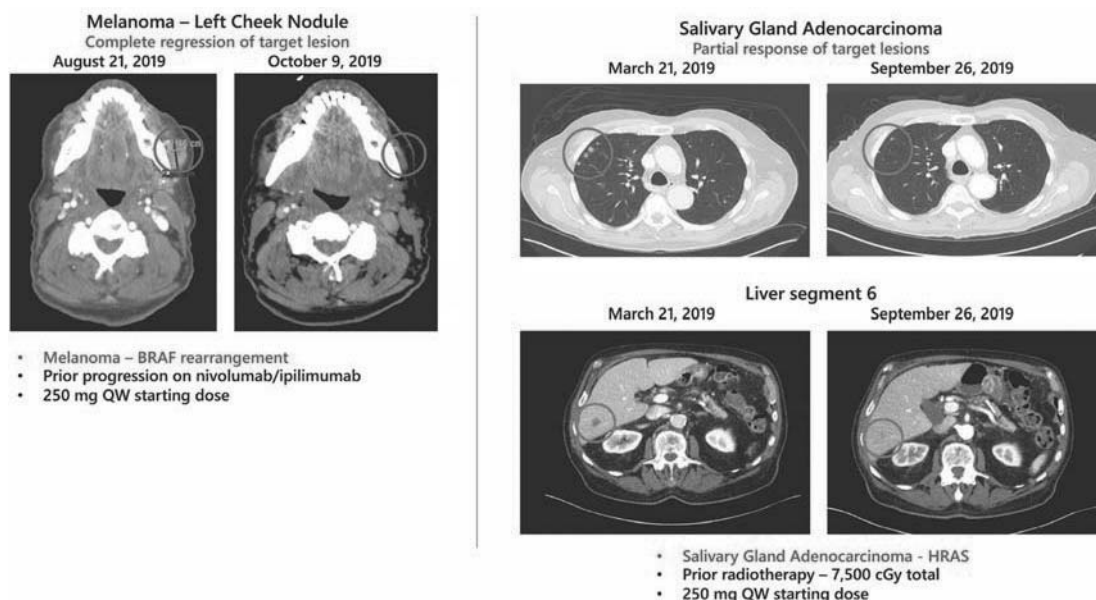 Melanoma – Left Cheek Nodule
Complete regression of target lesion
August 21, 2019
October 9, 2019
• Melanoma – BRAF rearrangement
• Prior progression on nivolumab/ipilimumab
• 250 mg QW starting dose
Salivary Gland Adenocarcinoma
Partial response of target lesions
March 21, 2019
September 26, 2019
Liver segment 6
March 21, 2019
September 26, 2019
• Salivary Gland Adenocarcinoma - HRAS
• Prior radiotherapy – 7,500 cGy total
• 250 mg QW starting dose